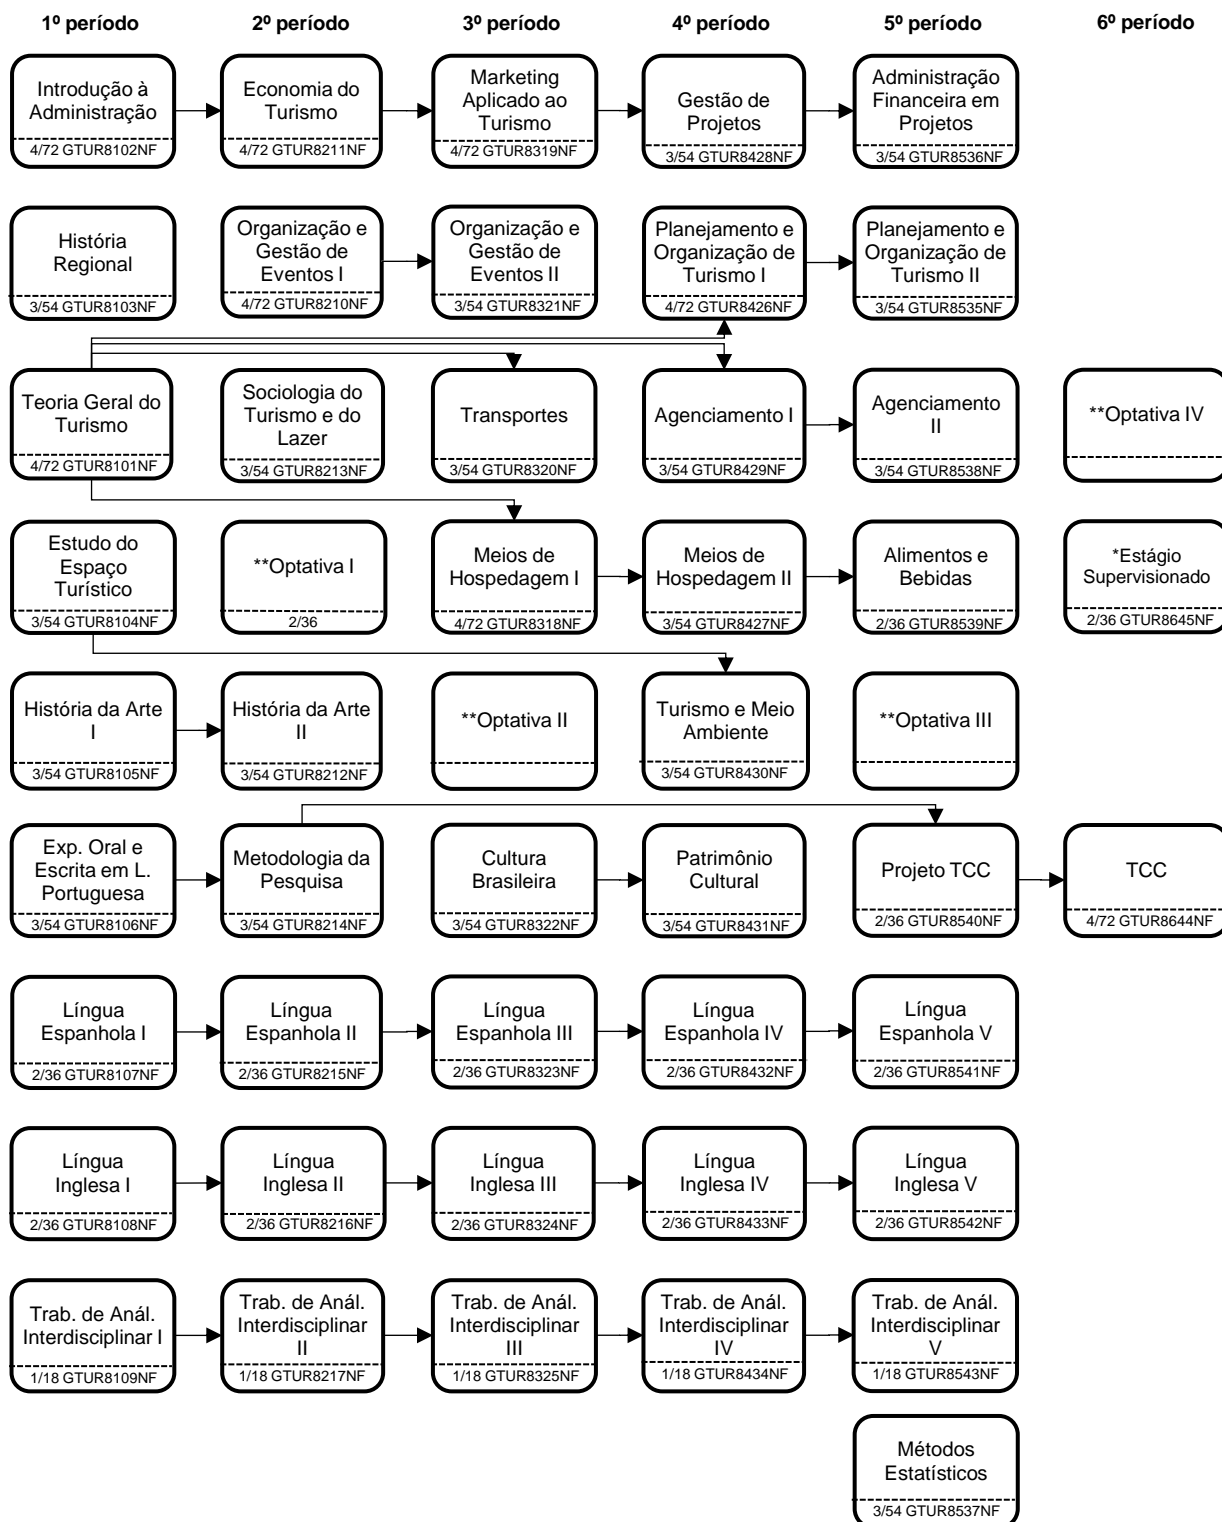 1º período
2º período
3º período
4º período
5º período
6º período
Introdução à
Administração
4/72 GTUR8102NF
Economia do
Turismo
4/72 GTUR8211NF
Marketing
Aplicado ao
Turismo
4/72 GTUR8319NF
Gestão de
Projetos
3/54 GTUR8428NF
Administração
Financeira em
Projetos
3/54 GTUR8536NF
História
Regional
3/54 GTUR8103NF
Organização e
Gestão de
Eventos I
4/72 GTUR8210NF
Organização e
Gestão de
Eventos II
3/54 GTUR8321NF
Planejamento e
Organização de
Turismo I
4/72 GTUR8426NF
Planejamento e
Organização de
Turismo II
3/54 GTUR8535NF
Teoria Geral do
Turismo
4/72 GTUR8101NF
Sociologia do
Turismo e do
Lazer
3/54 GTUR8213NF
Transportes
3/54 GTUR8320NF
Agenciamento I
3/54 GTUR8429NF
Agenciamento
II
3/54 GTUR8538NF
**Optativa IV
Estudo do
Espaço
Turístico
3/54 GTUR8104NF
**Optativa I
2/36
Meios de
Hospedagem I
4/72 GTUR8318NF
Meios de
Hospedagem II
3/54 GTUR8427NF
Alimentos e
Bebidas
2/36 GTUR8539NF
*Estágio
Supervisionado
2/36 GTUR8645NF
História da Arte
I
3/54 GTUR8105NF
História da Arte
II
3/54 GTUR8212NF
**Optativa II
Turismo e Meio
Ambiente
3/54 GTUR8430NF
**Optativa III
Exp. Oral e
Escrita em L.
Portuguesa
3/54 GTUR8106NF
Metodologia da
Pesquisa
3/54 GTUR8214NF
Cultura
Brasileira
3/54 GTUR8322NF
Patrimônio
Cultural
3/54 GTUR8431NF
Projeto TCC
2/36 GTUR8540NF
TCC
4/72 GTUR8644NF
Língua
Espanhola I
2/36 GTUR8107NF
Língua
Espanhola II
2/36 GTUR8215NF
Língua
Espanhola III
2/36 GTUR8323NF
Língua
Espanhola IV
2/36 GTUR8432NF
Língua
Espanhola V
2/36 GTUR8541NF
Língua
Inglesa I
2/36 GTUR8108NF
Língua
Inglesa II
2/36 GTUR8216NF
Língua
Inglesa III
2/36 GTUR8324NF
Língua
Inglesa IV
2/36 GTUR8433NF
Língua
Inglesa V
2/36 GTUR8542NF
Trab. de Anál.
Interdisciplinar I
1/18 GTUR8109NF
Trab. de Anál.
Interdisciplinar
II
1/18 GTUR8217NF
Trab. de Anál.
Interdisciplinar
III
1/18 GTUR8325NF
Trab. de Anál.
Interdisciplinar
IV
1/18 GTUR8434NF
Trab. de Anál.
Interdisciplinar
V
1/18 GTUR8543NF
Métodos
Estatísticos
3/54 GTUR8537NF